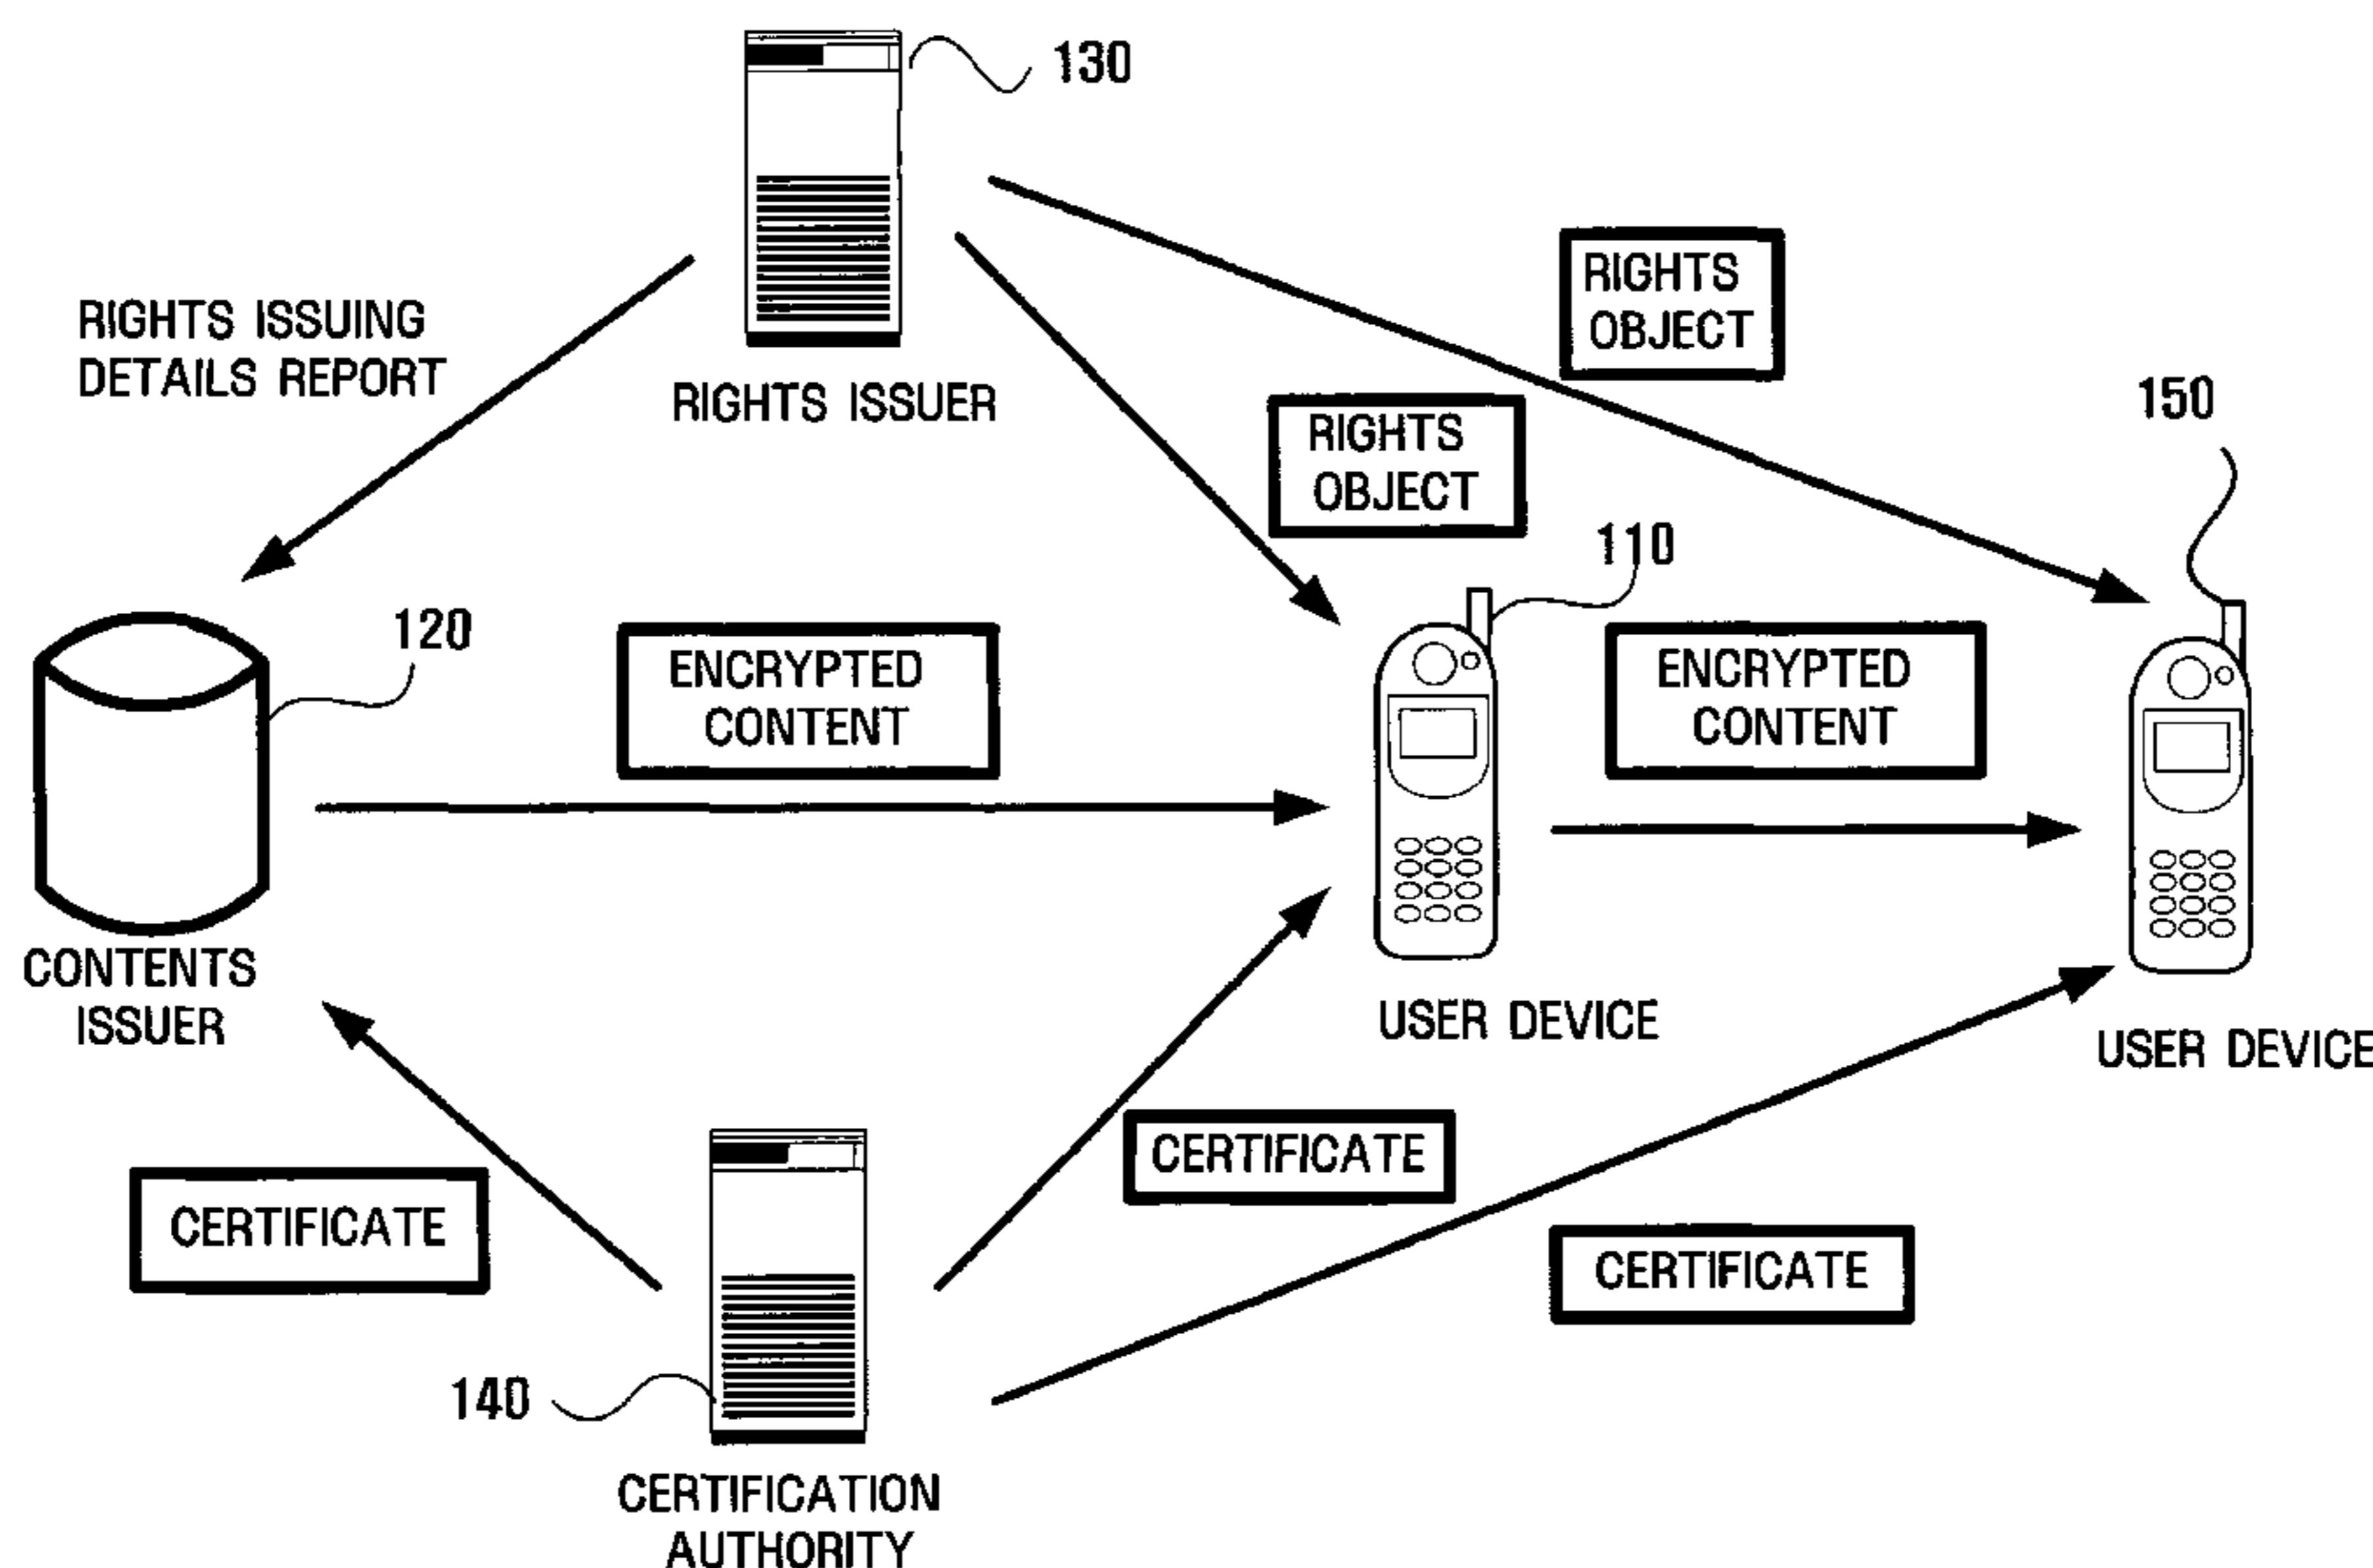 130
RIGHTS ISSUING
DETAILS REPORT
RIGHTS ISSUER
RIGHTS
OBJECT
RIGHTS
OBJECT
150
110
120
ENCRYPTED
CONTENT
ENCRYPTED
CONTENT
CONTENTS
ISSUER
USER DEVICE
USER DEVICE
CERTIFICATE
CERTIFICATE
CERTIFICATE
140
CERTIFICATION
AUTHORITY